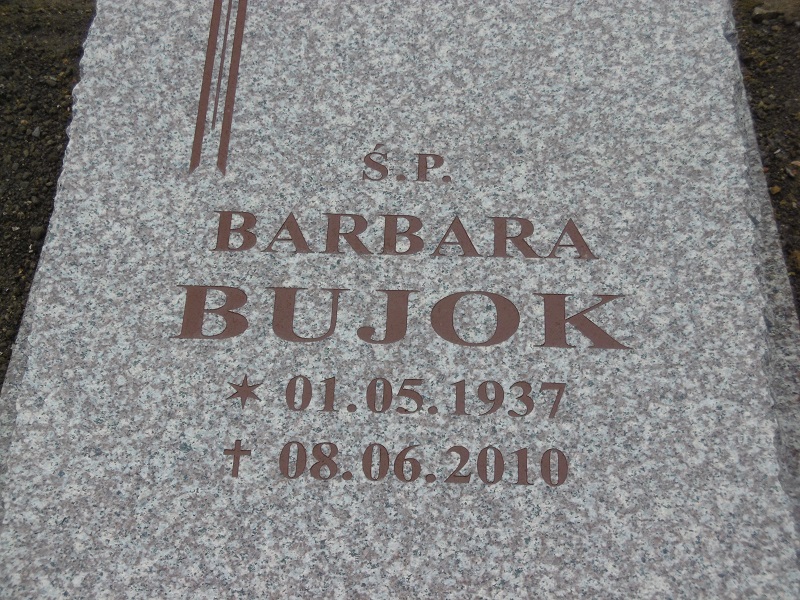 Ś.P.
BARBARA
BUJOK
✶ 01.05.1937
† 08.06.2010